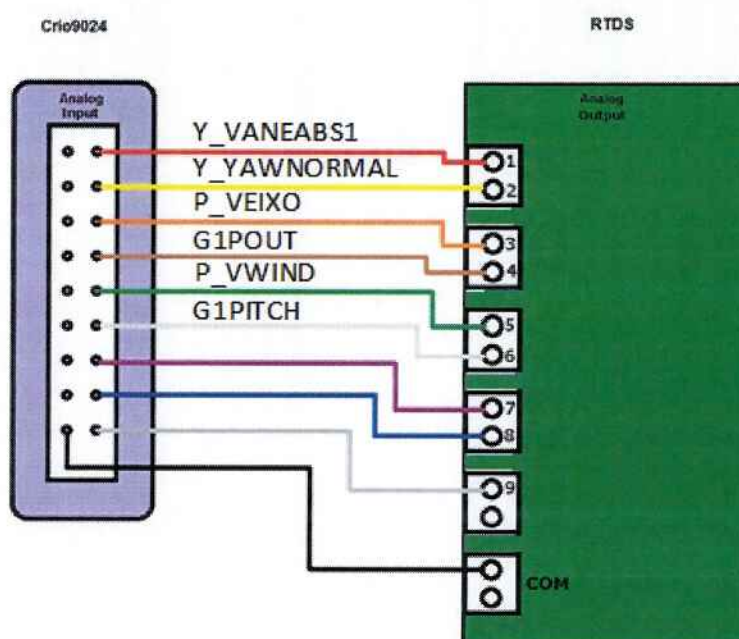 Crio9024
RTDS
Analog
Input
Analog
Output
Y_VANEABS1
Y_YAWNORMAL
P_VEIXO
G1POUT
P_VWIND
G1PITCH
1
2
3
4
5
6
7
8
9
COM